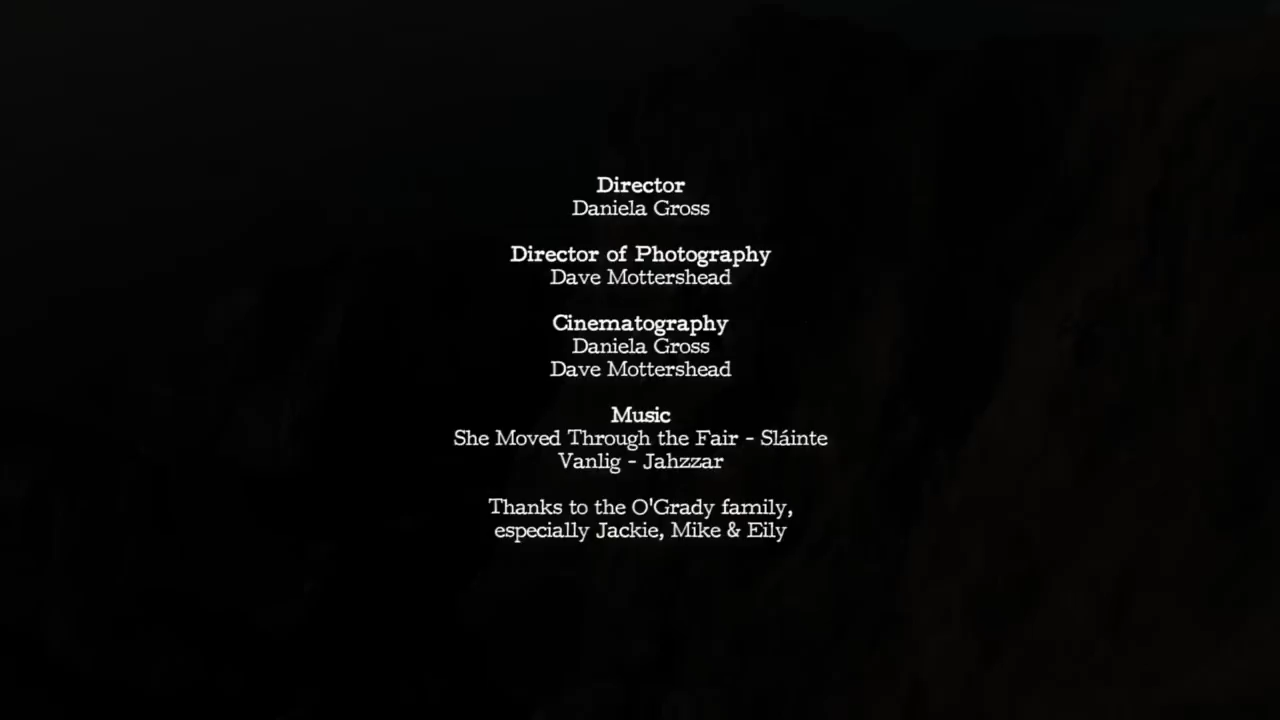 Director
Daniela Gross
Director of Photography
Dave Mottershead
Cinematography
Daniela Gross
Dave Mottershead
Music
She Moved Through the Fair - Sláinte
Vanlig - Jahzzar
Thanks to the O'Grady family,
especially Jackie, Mike & Eily